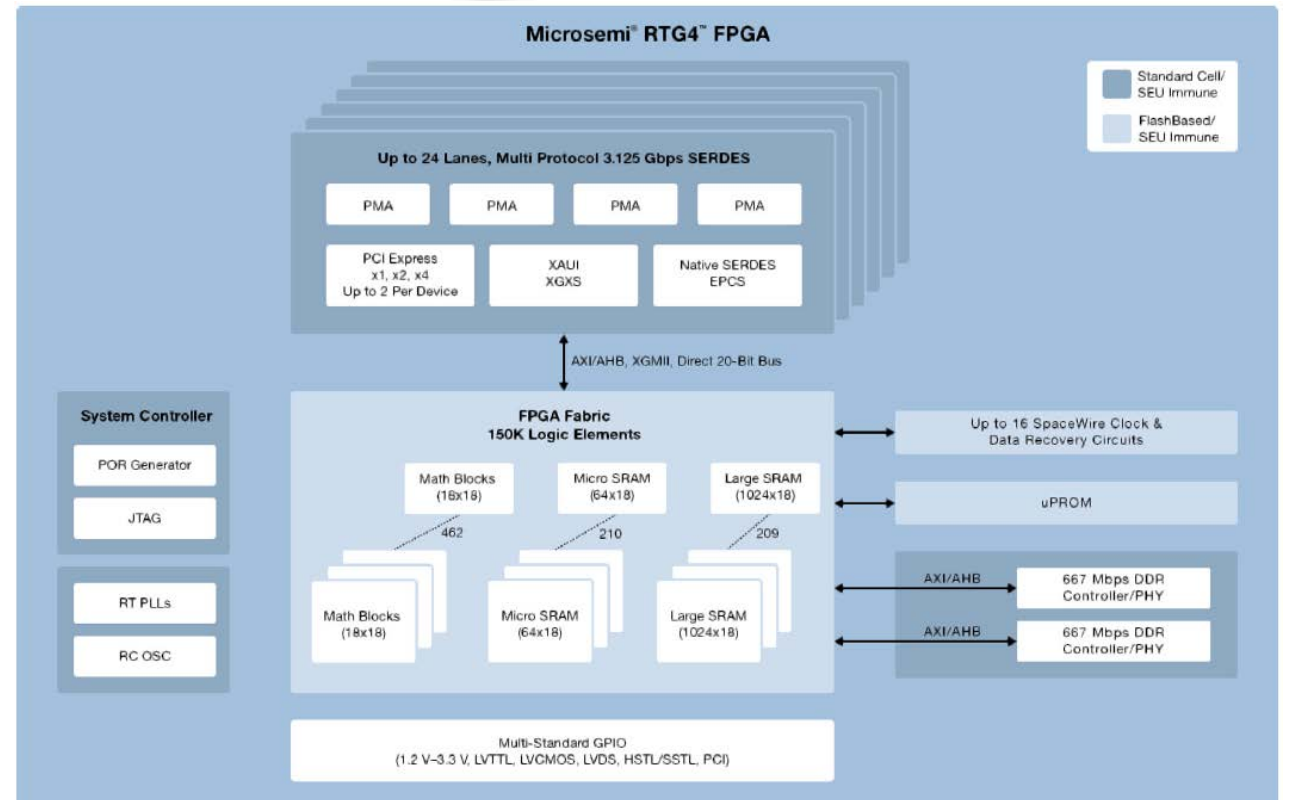 Microsemi® RTG4™ FPGA
Standard Cell/
SEU Immune
FlashBased/
SEU Immune
Up to 24 Lanes, Multi Protocol 3.125 Gbps SERDES
PMA
PMA
PMA
PMA
PCI Express
x1, x2, x4
Up to 2 Per Device
XAUI
XGXS
Native SERDES
EPCS
AXI/AHB, XGMII, Direct 20-Bit Bus
System Controller
POR Generator
JTAG
RT PLLs
RC OSC
FPGA Fabric
150K Logic Elements
Math Blocks
(16x18)
Micro SRAM
(64x18)
Large SRAM
(1024x18)
462
210
209
Math Blocks
(18x18)
Micro SRAM
(64x18)
Large SRAM
(1024x18)
Up to 16 SpaceWire Clock &
Data Recovery Circuits
uPROM
AXI/AHB
667 Mbps DDR
Controller/PHY
AXI/AHB
667 Mbps DDR
Controller/PHY
Multi-Standard GPIO
(1.2 V–3.3 V, LVTTL, LVCMOS, LVDS, HSTL/SSTL, PCI)